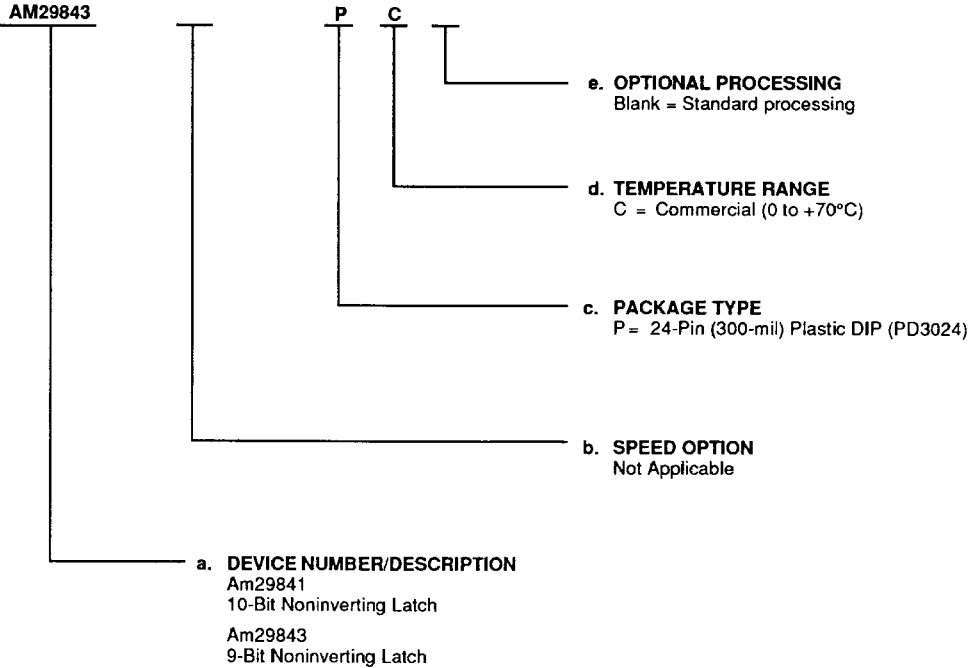 AM29843 P C
e. OPTIONAL PROCESSING
Blank = Standard processing
d. TEMPERATURE RANGE
C = Commercial (0 to +70°C)
c. PACKAGE TYPE
P = 24-Pin (300-mil) Plastic DIP (PD3024)
b. SPEED OPTION
Not Applicable
a. DEVICE NUMBER/DESCRIPTION
Am29841
10-Bit Noninverting Latch
Am29843
9-Bit Noninverting Latch